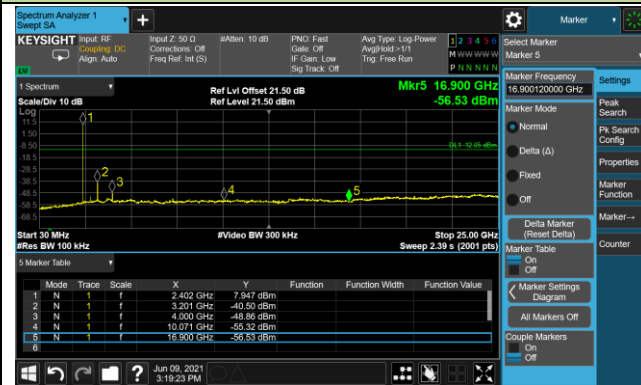 Spectrum Analyzer 1
Swept SA
Marker
KEYSIGHT
Input: RF
Coupling: DC
Align: Auto
Input Z: 50 Ω
Corrections: Off
Freq Ref: Int (S)
#Atten: 10 dB
PNO: Fast
Gate: Off
IF Gain: Low
Sig Track: Off
Avg Type: Log-Power
Avg|Hold:>1/1
Trig: Free Run
1 2 3 4 5 6
M W W W W W
P N N N N N
1 Spectrum
Scale/Div 10 dB
Ref Lvl Offset 21.50 dB
Ref Level 21.50 dBm
Mkr5 16.900 GHz
-56.53 dBm
Log
11.5
1.50
-8.50
-18.5
-28.5
-38.5
-48.5
-58.5
-68.5
1
2
3
4
5
DL1 -12.05 dBm
Start 30 MHz
#Res BW 100 kHz
#Video BW 300 kHz
Stop 25.00 GHz
Sweep 2.39 s (2001 pts)
5 Marker Table
Mode Trace Scale X Y Function Function Width Function Value
1 N 1 f 2.402 GHz 7.947 dBm
2 N 1 f 3.201 GHz -40.50 dBm
3 N 1 f 4.000 GHz -48.86 dBm
4 N 1 f 10.071 GHz -55.32 dBm
5 N 1 f 16.900 GHz -56.53 dBm
6
Jun 09, 2021
3:19:23 PM
Select Marker
Marker 5
Marker Frequency
16.900120000 GHz
Marker Mode
Normal
Delta (Δ)
Fixed
Off
Delta Marker
(Reset Delta)
Marker Table
On
Off
Marker Settings
Diagram
All Markers Off
Couple Markers
On
Off
Settings
Peak
Search
Pk Search
Config
Properties
Marker
Function
Marker→
Counter